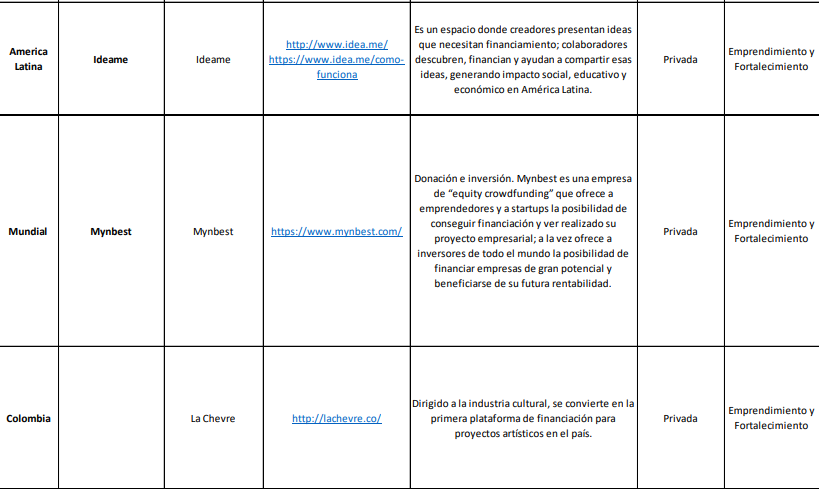 America
Latina
Ideame
Ideame
http://www.idea.me/
https://www.idea.me/como-
funciona
Es un espacio donde creadores presentan ideas
que necesitan financiamiento; colaboradores
descubren, financian y ayudan a compartir esas
ideas, generando impacto social, educativo y
económico en América Latina.
Privada
Emprendimiento y
Fortalecimiento
Mundial
Mynbest
Mynbest
https://www.mynbest.com/
Donación e inversión. Mynbest es una empresa
de “equity crowdfunding” que ofrece a
emprendedores y a startups la posibilidad de
conseguir financiación y ver realizado su
proyecto empresarial; a la vez ofrece a
inversores de todo el mundo la posibilidad de
financiar empresas de gran potencial y
beneficiarse de su futura rentabilidad.
Privada
Emprendimiento y
Fortalecimiento
Colombia
La Chevre
http://lachevre.co/
Dirigido a la industria cultural, se convierte en la
primera plataforma de financiación para
proyectos artísticos en el país.
Privada
Emprendimiento y
Fortalecimiento